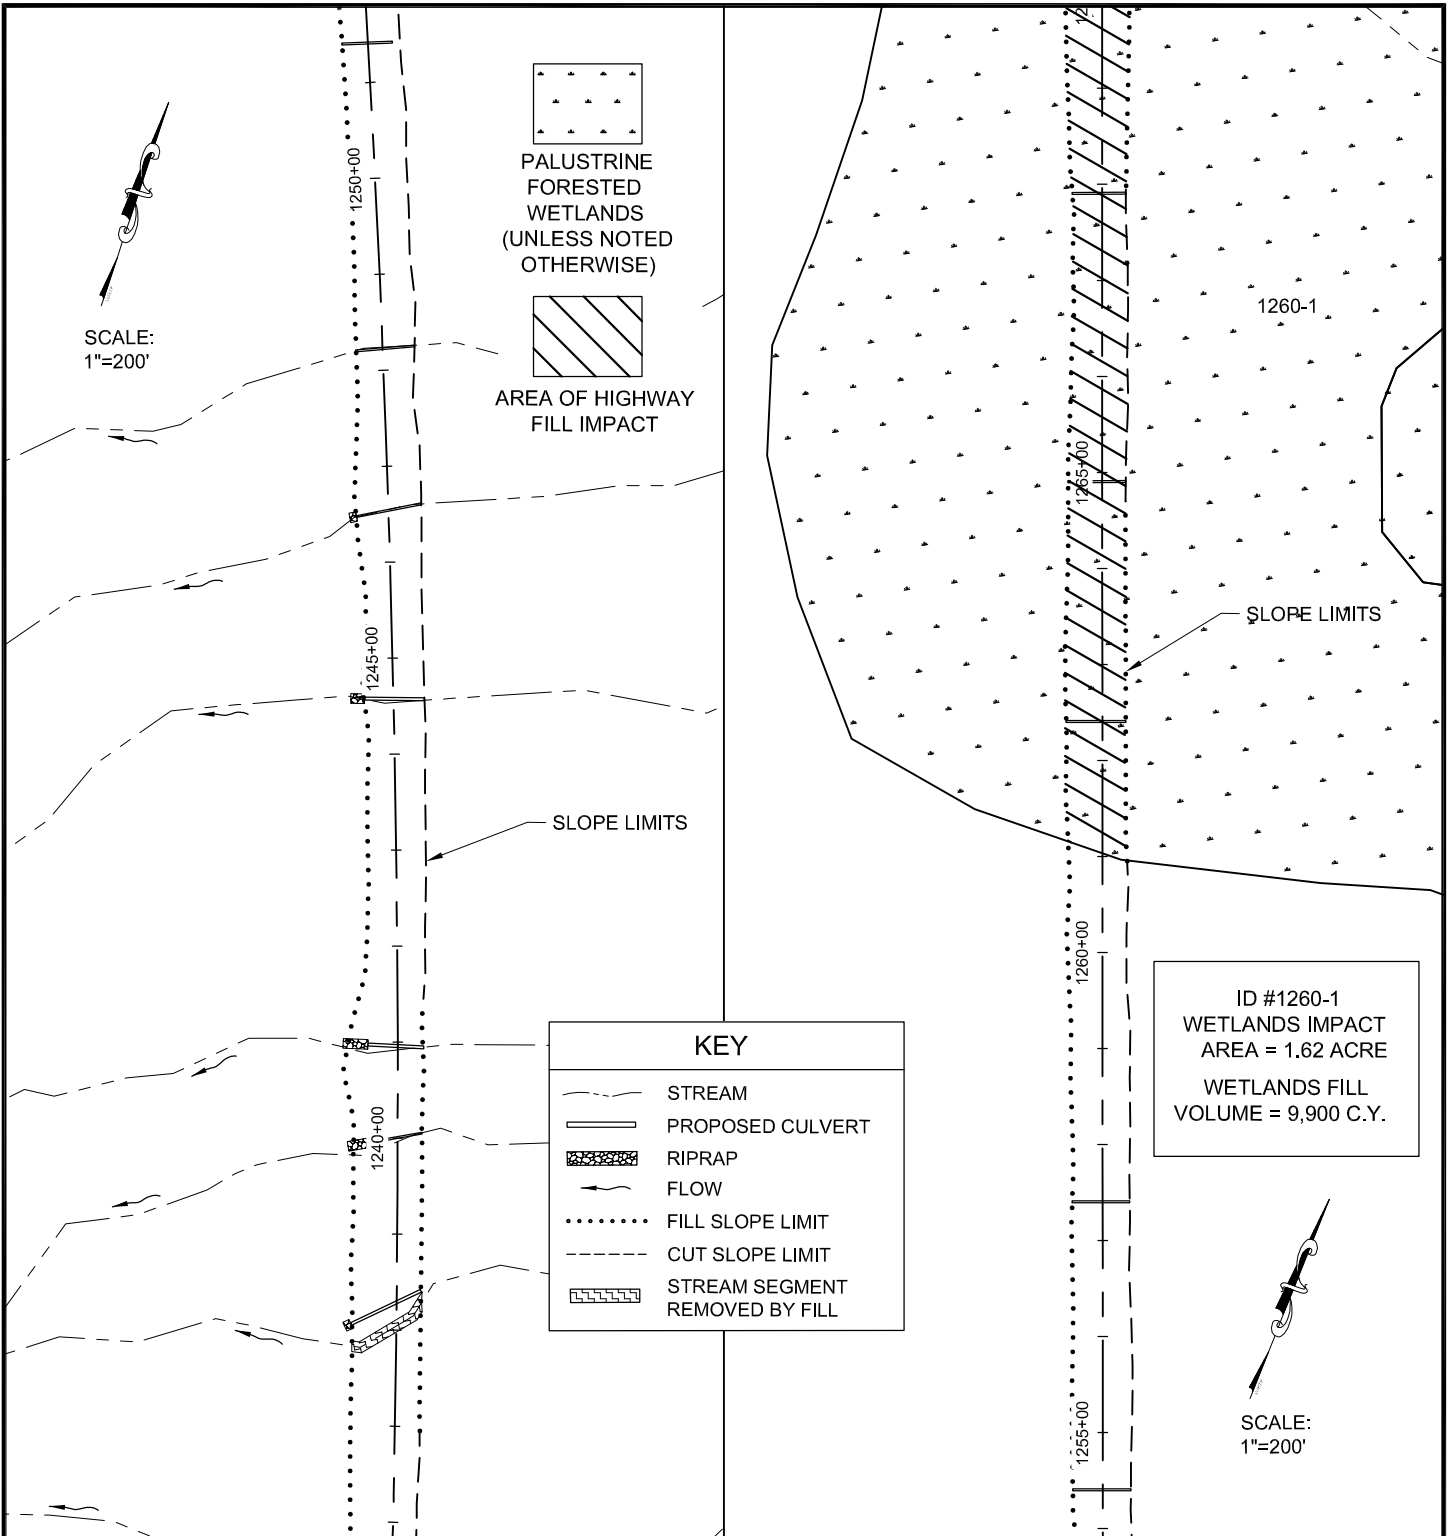 1250+00
PALUSTRINE
FORESTED
WETLANDS
(UNLESS NOTED
OTHERWISE)
SCALE:
1"=200'
AREA OF HIGHWAY
FILL IMPACT
1245+00
SLOPE LIMITS
1240+00
KEY
STREAM
PROPOSED CULVERT
RIPRAP
FLOW
FILL SLOPE LIMIT
CUT SLOPE LIMIT
STREAM SEGMENT
REMOVED BY FILL
1260-1
1265+00
SLOPE LIMITS
1260+00
ID #1260-1
WETLANDS IMPACT
AREA = 1.62 ACRE
WETLANDS FILL
VOLUME = 9,900 C.Y.
1255+00
SCALE:
1"=200'